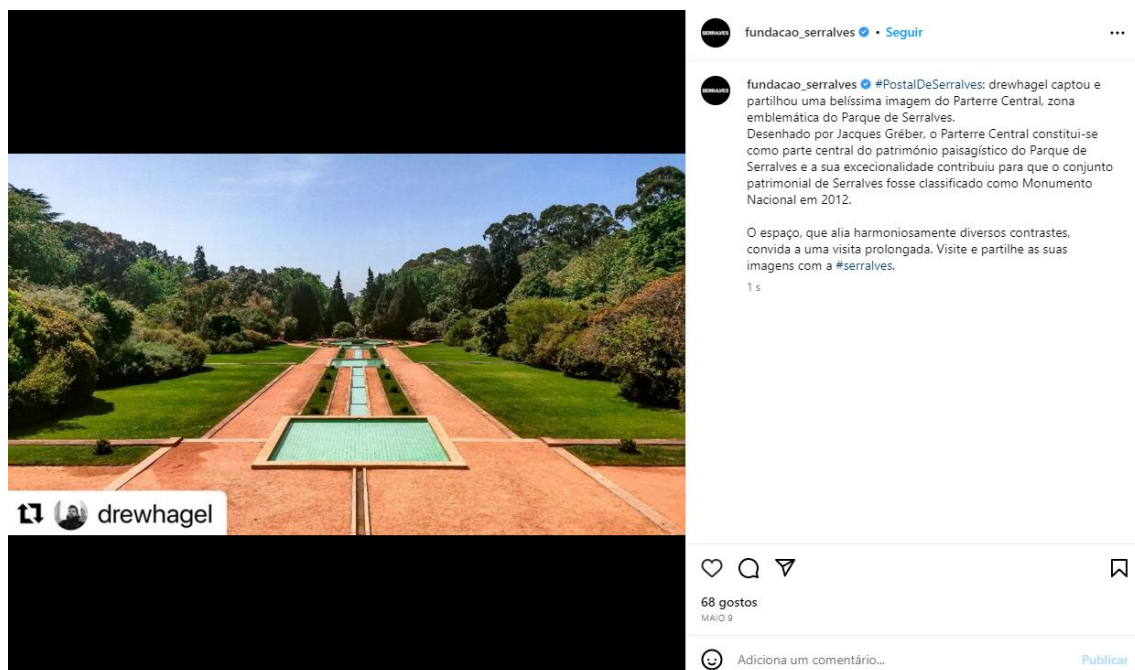 SERRALVES
fundacao_serralves • Seguir
SERRALVES
fundacao_serralves #PostalDeSerralves: drewhagel captou e
partilhou uma belíssima imagem do Parterre Central, zona
emblemática do Parque de Serralves.
Desenhado por Jacques Gréber, o Parterre Central constitui-se
como parte central do património paisagístico do Parque de
Serralves e a sua excecionalidade contribuiu para que o conjunto
patrimonial de Serralves fosse classificado como Monumento
Nacional em 2012.
O espaço, que alia harmoniosamente diversos contrastes,
convida a uma visita prolongada. Visite e partilhe as suas
imagens com a #serralves.
1 s
drewhagel
68 gostos
MAIO 9
Adiciona um comentário... Publicar